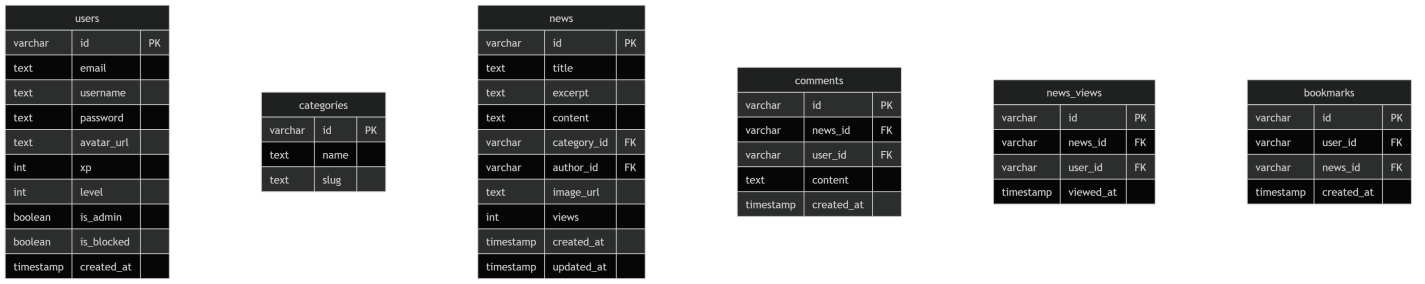 users
varchar id PK
text email
text username
text password
text avatar_url
int xp
int level
boolean is_admin
boolean is_blocked
timestamp created_at
categories
varchar id PK
text name
text slug
news
varchar id PK
text title
text excerpt
text content
varchar category_id FK
varchar author_id FK
text image_url
int views
timestamp created_at
timestamp updated_at
comments
varchar id PK
varchar news_id FK
varchar user_id FK
text content
timestamp created_at
news_views
varchar id PK
varchar news_id FK
varchar user_id FK
timestamp viewed_at
bookmarks
varchar id PK
varchar user_id FK
varchar news_id FK
timestamp created_at